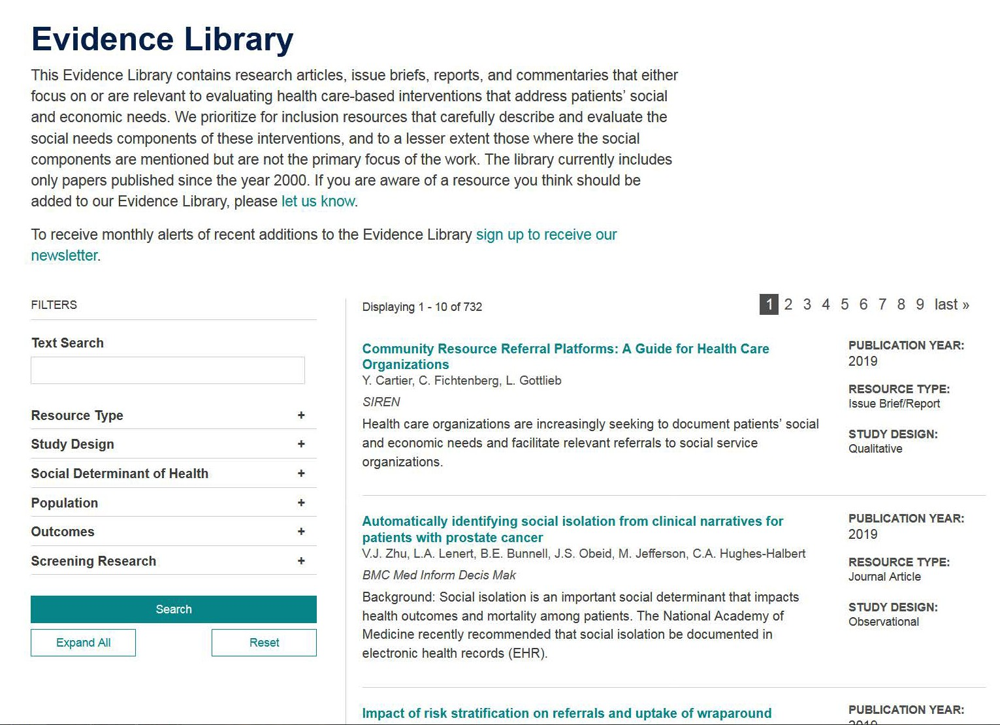 Evidence Library
This Evidence Library contains research articles, issue briefs, reports, and commentaries that either
focus on or are relevant to evaluating health care-based interventions that address patients’ social
and economic needs. We prioritize for inclusion resources that carefully describe and evaluate the
social needs components of these interventions, and to a lesser extent those where the social
components are mentioned but are not the primary focus of the work. The library currently includes
only papers published since the year 2000. If you are aware of a resource you think should be
added to our Evidence Library, please let us know.
To receive monthly alerts of recent additions to the Evidence Library sign up to receive our
newsletter.
FILTERS
Text Search
Resource Type +
Study Design +
Social Determinant of Health +
Population +
Outcomes +
Screening Research +
Search
Expand All Reset
Displaying 1 - 10 of 732
1 2 3 4 5 6 7 8 9 last »
Community Resource Referral Platforms: A Guide for Health Care
Organizations
Y. Cartier, C. Fichtenberg, L. Gottlieb
SIREN
Health care organizations are increasingly seeking to document patients’ social
and economic needs and facilitate relevant referrals to social service
organizations.
PUBLICATION YEAR:
2019
RESOURCE TYPE:
Issue Brief/Report
STUDY DESIGN:
Qualitative
Automatically identifying social isolation from clinical narratives for
patients with prostate cancer
V.J. Zhu, L.A. Lenert, B.E. Bunnell, J.S. Obeid, M. Jefferson, C.A. Hughes-Halbert
BMC Med Inform Decis Mak
Background: Social isolation is an important social determinant that impacts
health outcomes and mortality among patients. The National Academy of
Medicine recently recommended that social isolation be documented in
electronic health records (EHR).
PUBLICATION YEAR:
2019
RESOURCE TYPE:
Journal Article
STUDY DESIGN:
Observational
Impact of risk stratification on referrals and uptake of wraparound
PUBLICATION YEAR:
2019